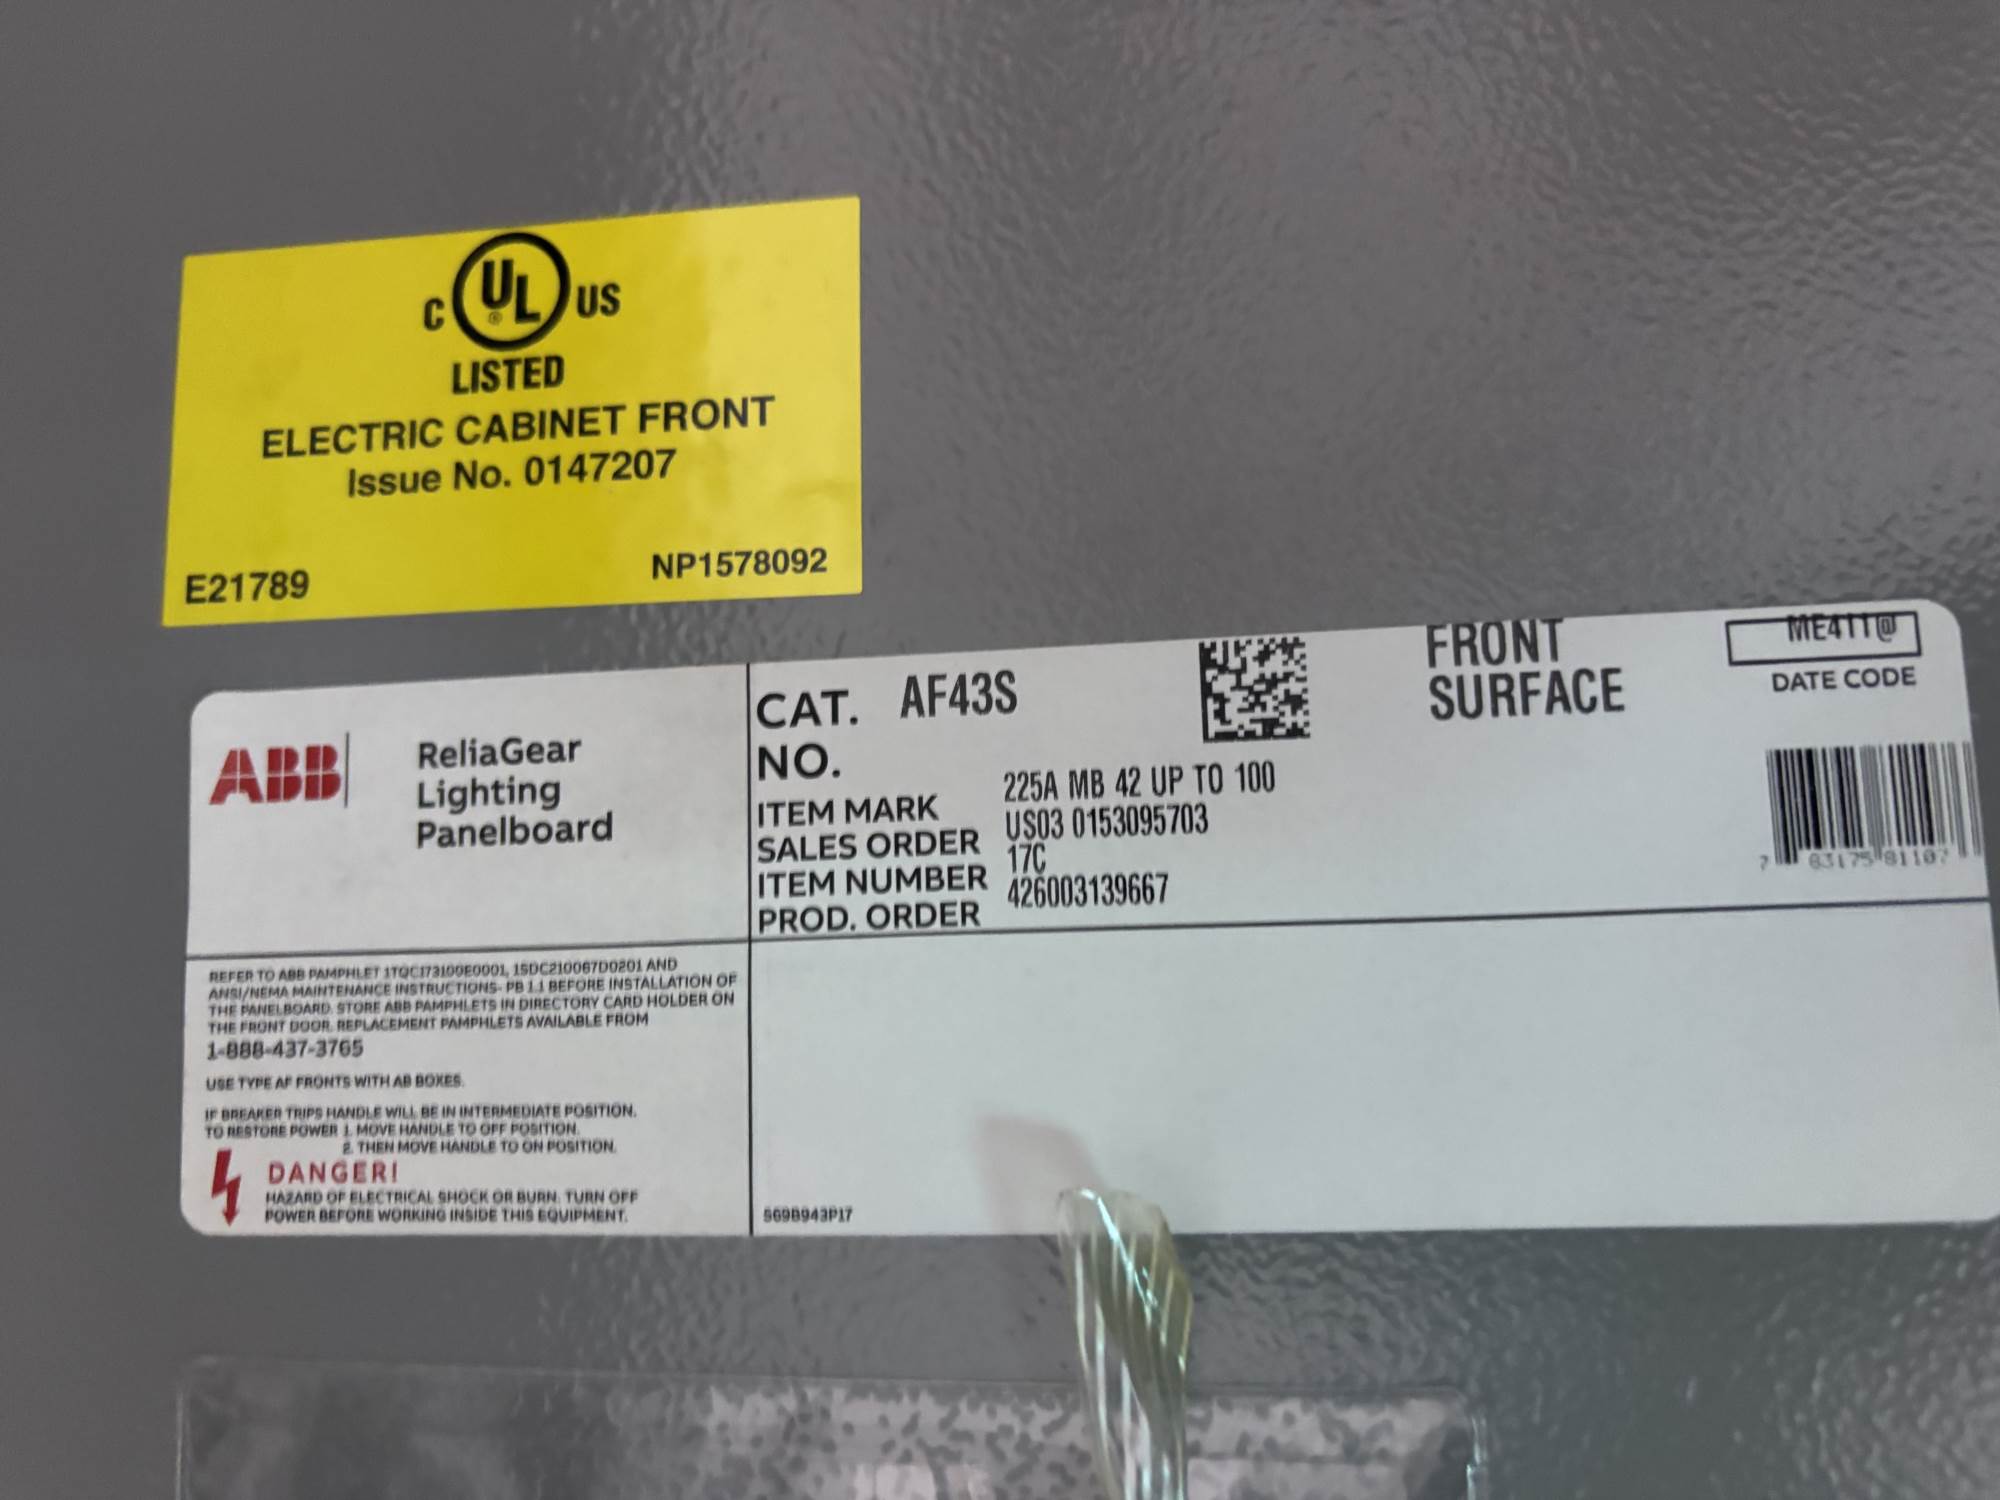 C UL US
®
LISTED
ELECTRIC CABINET FRONT
Issue No. 0147207
E21789
NP1578092
ABB
ReliaGear
Lighting
Panelboard
CAT. AF43S
NO.
FRONT
SURFACE
ME411@
DATE CODE
ITEM MARK 225A MB 42 UP TO 100
SALES ORDER US03 0153095703
ITEM NUMBER 17C
PROD. ORDER 426003139667
7 83175 81107
REFER TO ABB PAMPHLET 1TQC173100E0001, 1SDC210067D0201 AND
ANSI/NEMA MAINTENANCE INSTRUCTIONS- PB 1.1 BEFORE INSTALLATION OF
THE PANELBOARD. STORE ABB PAMPHLETS IN DIRECTORY CARD HOLDER ON
THE FRONT DOOR. REPLACEMENT PAMPHLETS AVAILABLE FROM
1-888-437-3765
USE TYPE AF FRONTS WITH AB BOXES.
IF BREAKER TRIPS HANDLE WILL BE IN INTERMEDIATE POSITION.
TO RESTORE POWER 1. MOVE HANDLE TO OFF POSITION.
2. THEN MOVE HANDLE TO ON POSITION.
DANGER!
HAZARD OF ELECTRICAL SHOCK OR BURN. TURN OFF
POWER BEFORE WORKING INSIDE THIS EQUIPMENT.
569B943P17